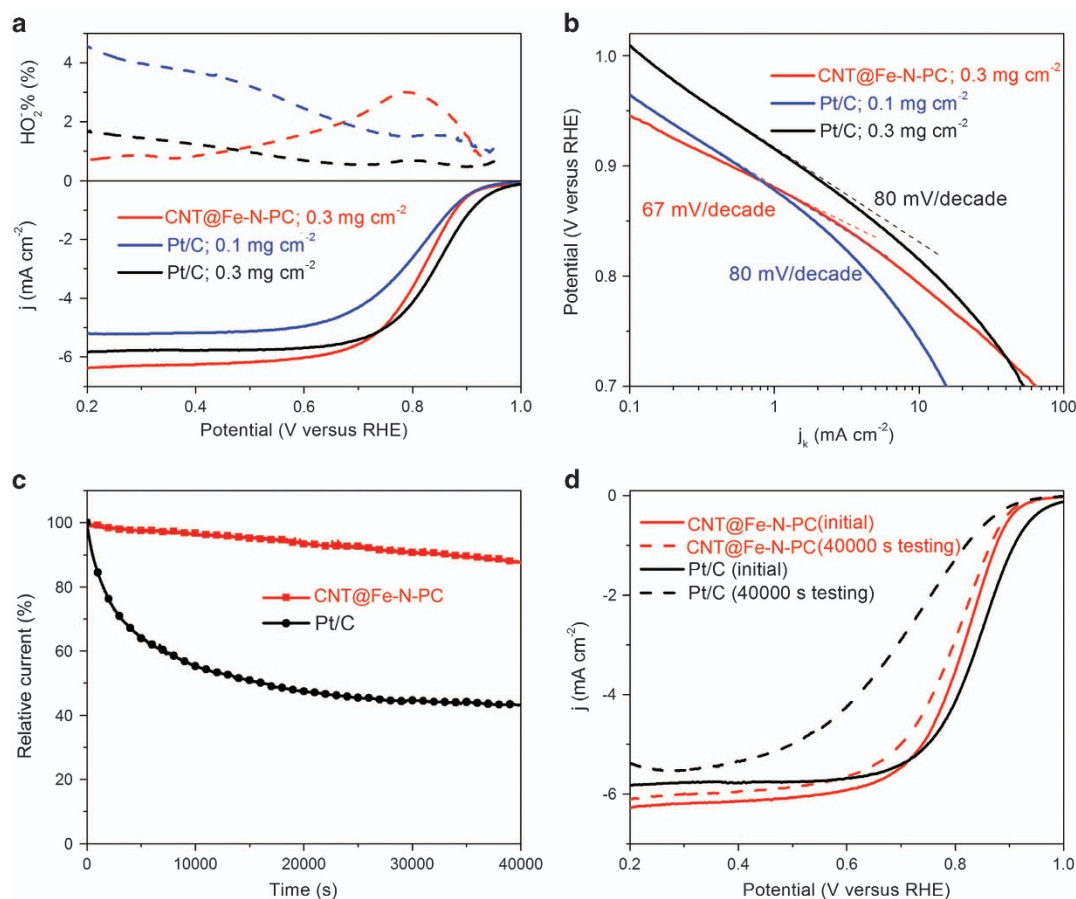 a
4
2
0
-2
-4
-6
HO₂⁻% (%)
j (mA cm⁻²)
CNT@Fe-N-PC; 0.3 mg cm⁻²
Pt/C; 0.1 mg cm⁻²
Pt/C; 0.3 mg cm⁻²
0.2 0.4 0.6 0.8 1.0
Potential (V versus RHE)
b
1.0
0.9
0.8
0.7
Potential (V versus RHE)
CNT@Fe-N-PC; 0.3 mg cm⁻²
Pt/C; 0.1 mg cm⁻²
Pt/C; 0.3 mg cm⁻²
67 mV/decade
80 mV/decade
80 mV/decade
0.1 1 10 100
jₖ (mA cm⁻²)
c
100
80
60
40
20
0
Relative current (%)
CNT@Fe-N-PC
Pt/C
0 10000 20000 30000 40000
Time (s)
d
0
-2
-4
-6
j (mA cm⁻²)
CNT@Fe-N-PC(initial)
CNT@Fe-N-PC(40000 s testing)
Pt/C (initial)
Pt/C (40000 s testing)
0.2 0.4 0.6 0.8 1.0
Potential (V versus RHE)